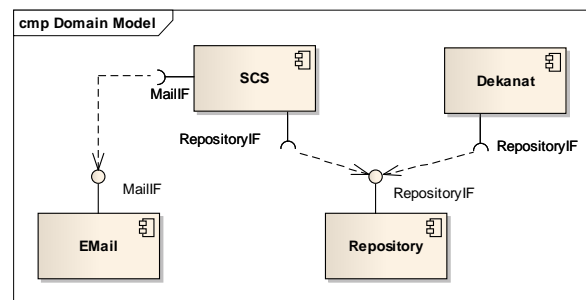 cmp Domain Model
SCS
Dekanat
MailIF
RepositoryIF
RepositoryIF
MailIF
RepositoryIF
EMail
Repository